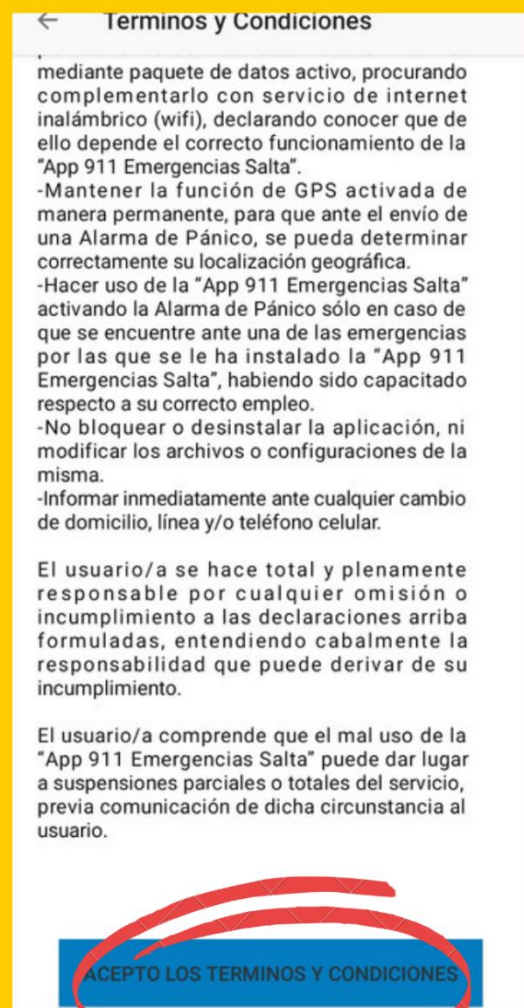 Terminos y Condiciones
mediante paquete de datos activo, procurando
complementarlo con servicio de internet
inalámbrico (wifi), declarando conocer que de
ello depende el correcto funcionamiento de la
“App 911 Emergencias Salta”.
-Mantener la función de GPS activada de
manera permanente, para que ante el envío de
una Alarma de Pánico, se pueda determinar
correctamente su localización geográfica.
-Hacer uso de la “App 911 Emergencias Salta”
activando la Alarma de Pánico sólo en caso de
que se encuentre ante una de las emergencias
por las que se le ha instalado la “App 911
Emergencias Salta”, habiendo sido capacitado
respecto a su correcto empleo.
-No bloquear o desinstalar la aplicación, ni
modificar los archivos o configuraciones de la
misma.
-Informar inmediatamente ante cualquier cambio
de domicilio, línea y/o teléfono celular.
El usuario/a se hace total y plenamente
responsable por cualquier omisión o
incumplimiento a las declaraciones arriba
formuladas, entendiendo cabalmente la
responsabilidad que puede derivar de su
incumplimiento.
El usuario/a comprende que el mal uso de la
“App 911 Emergencias Salta” puede dar lugar
a suspensiones parciales o totales del servicio,
previa comunicación de dicha circunstancia al
usuario.
ACEPTO LOS TERMINOS Y CONDICIONES